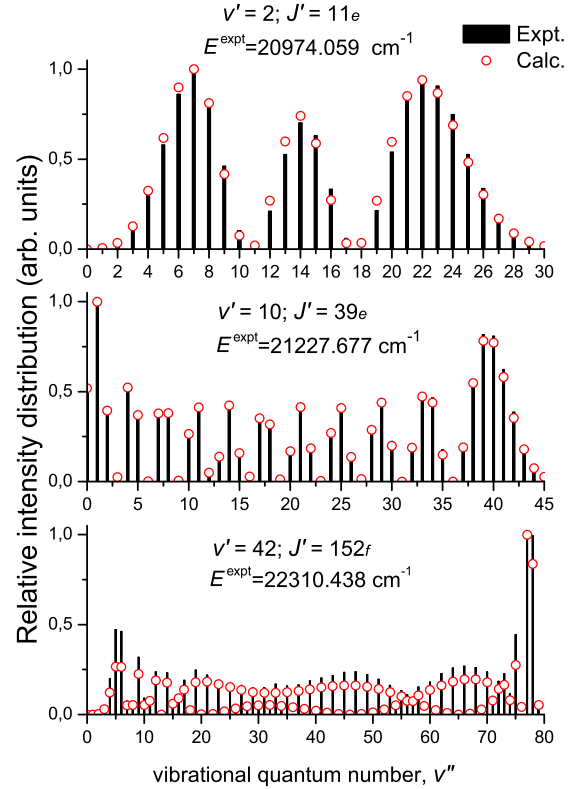 v' = 2; J' = 11e
E^expt=20974.059 cm^-1
Expt.
Calc.
1,0
0,5
0,0
0 2 4 6 8 10 12 14 16 18 20 22 24 26 28 30
v' = 10; J' = 39e
E^expt=21227.677 cm^-1
1,0
0,5
0,0
0 5 10 15 20 25 30 35 40 45
v' = 42; J' = 152f
E^expt=22310.438 cm^-1
1,0
0,5
0,0
0 10 20 30 40 50 60 70 80
Relative intensity distribution (arb. units)
vibrational quantum number, v"